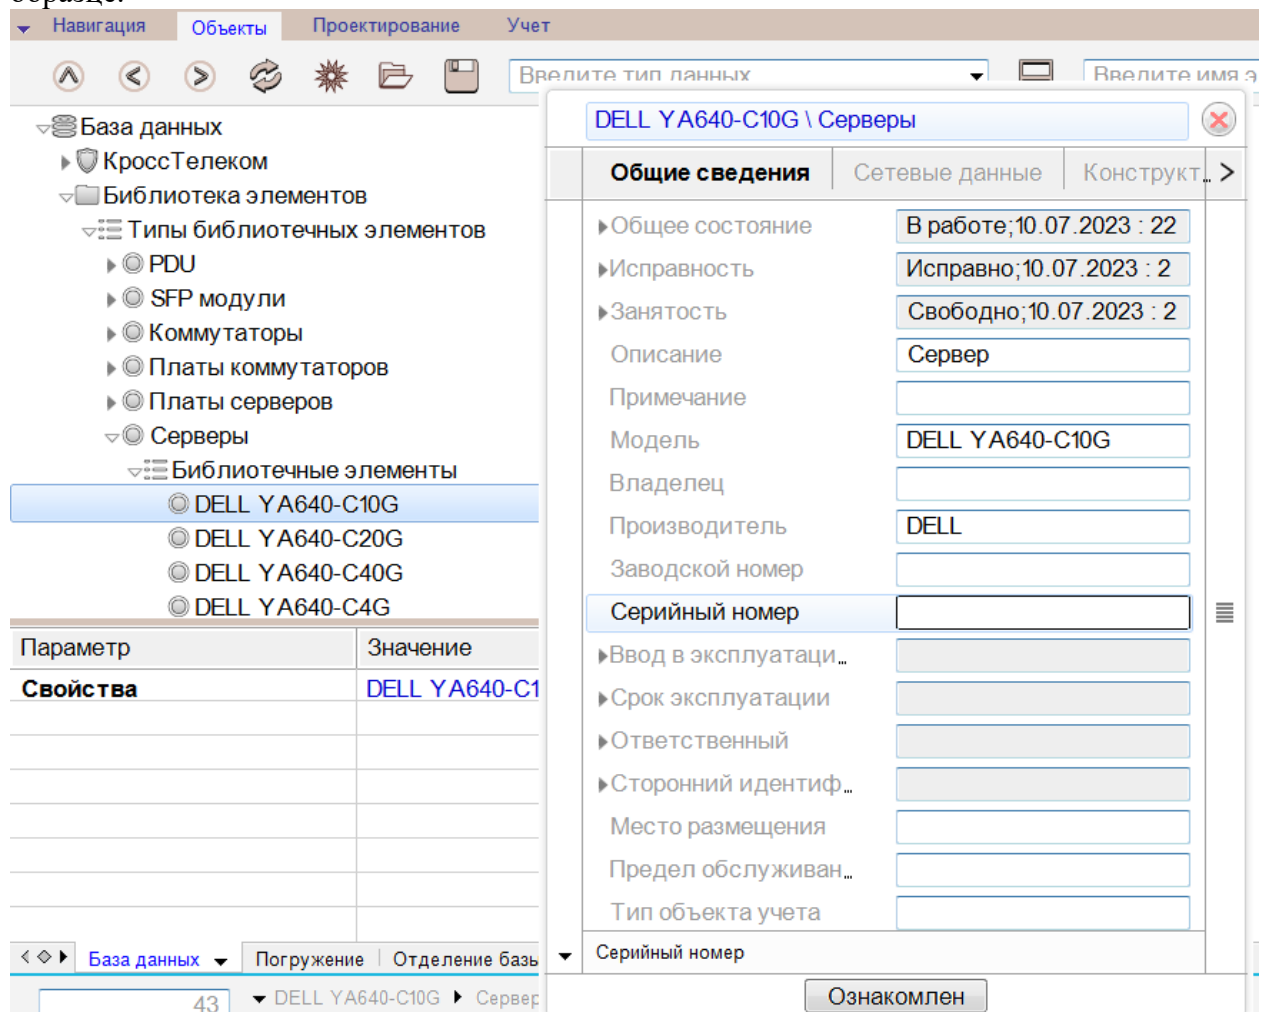 образце.
Навигация Объекты Проектирование Учет
Введите тип данных Введите имя э
База данных
КроссТелеком
Библиотека элементов
Типы библиотечных элементов
PDU
SFP модули
Коммутаторы
Платы коммутаторов
Платы серверов
Серверы
Библиотечные элементы
DELL YA640-C10G
DELL YA640-C20G
DELL YA640-C40G
DELL YA640-C4G
Параметр Значение
Свойства DELL YA640-C1
База данных Погружение Отделение базы
43 DELL YA640-C10G Сервер
DELL YA640-C10G \ Серверы
Общие сведения Сетевые данные Конструкт...
Общее состояние В работе;10.07.2023 : 22
Исправность Исправно;10.07.2023 : 2
Занятость Свободно;10.07.2023 : 2
Описание Сервер
Примечание
Модель DELL YA640-C10G
Владелец
Производитель DELL
Заводской номер
Серийный номер
Ввод в эксплуатаци...
Срок эксплуатации
Ответственный
Сторонний идентиф...
Место размещения
Предел обслуживан...
Тип объекта учета
Серийный номер
Ознакомлен